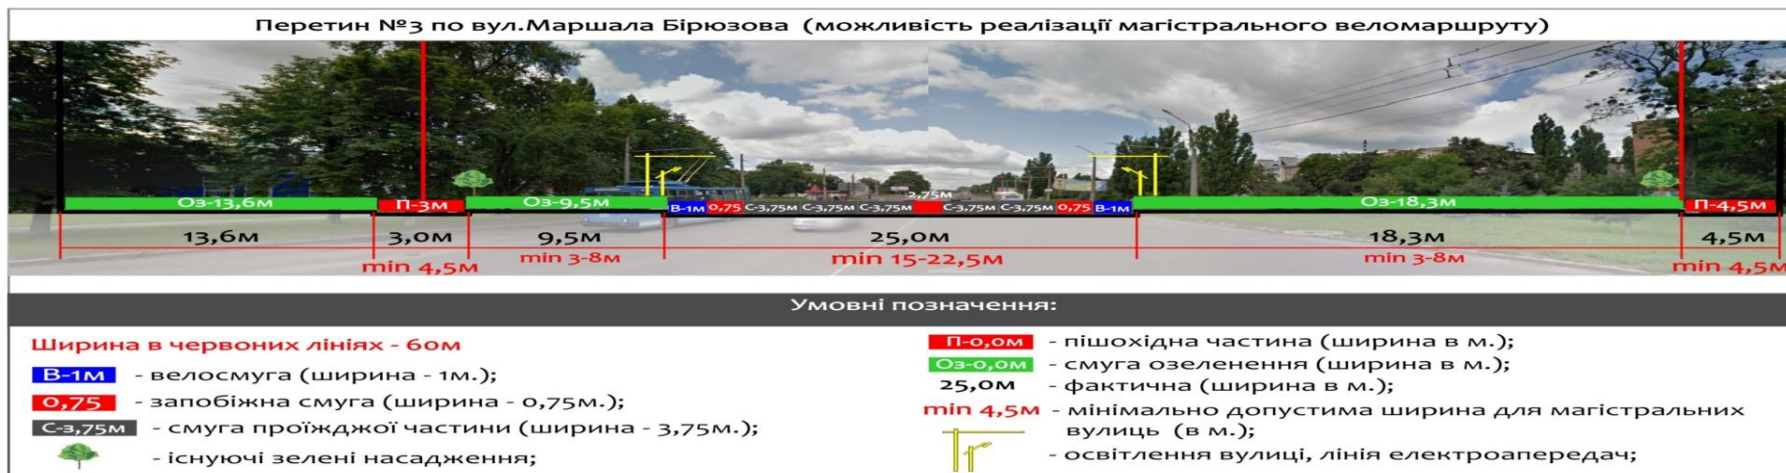 Перетин №3 по вул.Маршала Бірюзова (можливість реалізації магістрального веломаршруту)
2,75м
Оз-13,6м П-3м Оз-9,5м В-1м 0,75 С-3,75м С-3,75м С-3,75м С-3,75м С-3,75м 0,75 В-1м Оз-18,3м П-4,5м
13,6м 3,0м 9,5м 25,0м 18,3м 4,5м
min 4,5м min 3-8м min 15-22,5м min 3-8м min 4,5м
Умовні позначення:
Ширина в червоних лініях - 60м
В-1м - велосмуга (ширина - 1м.);
0,75 - запобіжна смуга (ширина - 0,75м.);
С-3,75м - смуга проїжджої частини (ширина - 3,75м.);
- існуючі зелені насадження;
П-0,0м - пішохідна частина (ширина в м.);
Оз-0,0м - смуга озеленення (ширина в м.);
25,0м - фактична (ширина в м.);
min 4,5м - мінімально допустима ширина для магістральних
вулиць (в м.);
- освітлення вулиці, лінія електроапередач;